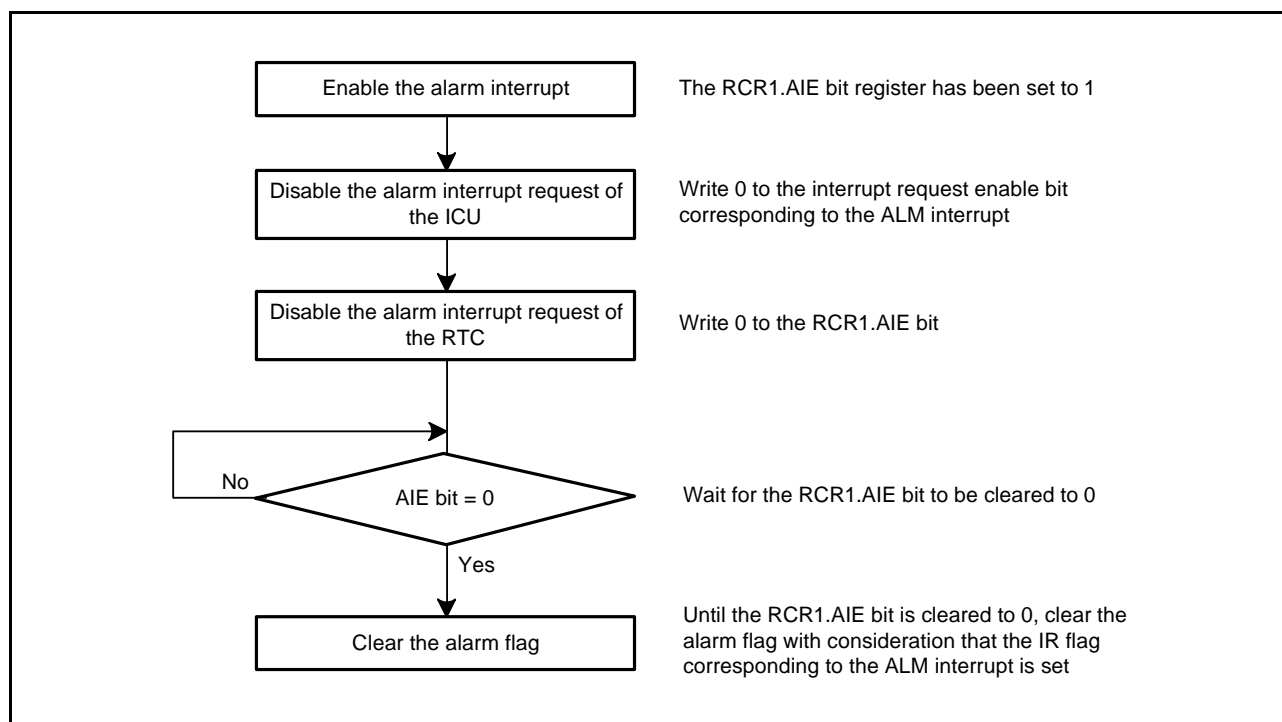 Enable the alarm interrupt
The RCR1.AIE bit register has been set to 1
Disable the alarm interrupt request of
the ICU
Write 0 to the interrupt request enable bit
corresponding to the ALM interrupt
Disable the alarm interrupt request of
the RTC
Write 0 to the RCR1.AIE bit
No
AIE bit = 0
Wait for the RCR1.AIE bit to be cleared to 0
Yes
Clear the alarm flag
Until the RCR1.AIE bit is cleared to 0, clear the
alarm flag with consideration that the IR flag
corresponding to the ALM interrupt is set